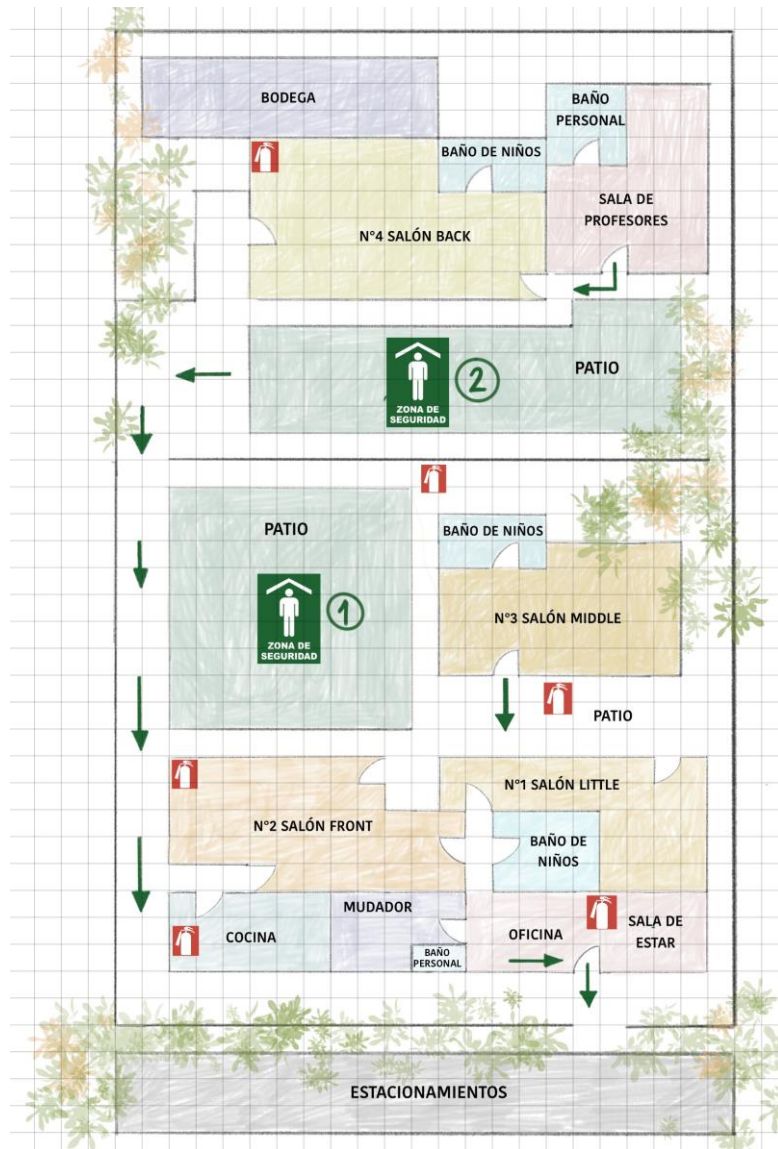 BODEGA
BAÑO
PERSONAL
BAÑO DE NIÑOS
SALA DE
PROFESORES
N°4 SALÓN BACK
ZONA DE
SEGURIDAD
2
PATIO
PATIO
BAÑO DE NIÑOS
ZONA DE
SEGURIDAD
1
N°3 SALÓN MIDDLE
PATIO
N°1 SALÓN LITTLE
N°2 SALÓN FRONT
BAÑO DE
NIÑOS
MUDADOR
COCINA
BAÑO
PERSONAL
OFICINA
SALA DE
ESTAR
ESTACIONAMIENTOS